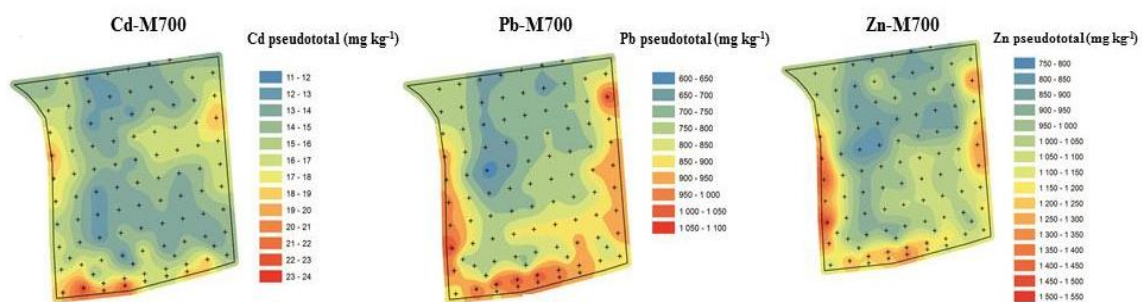 Cd-M700
Cd pseudototal (mg kg-1)
11 - 12
12 - 13
13 - 14
14 - 15
15 - 16
16 - 17
17 - 18
18 - 19
19 - 20
20 - 21
21 - 22
22 - 23
23 - 24
Pb-M700
Pb pseudototal (mg kg-1)
600 - 650
650 - 700
700 - 750
750 - 800
800 - 850
850 - 900
900 - 950
950 - 1 000
1 000 - 1 050
1 050 - 1 100
Zn-M700
Zn pseudototal (mg kg-1)
750 - 800
800 - 850
850 - 900
900 - 950
950 - 1 000
1 000 - 1 050
1 050 - 1 100
1 100 - 1 150
1 150 - 1 200
1 200 - 1 250
1 250 - 1 300
1 300 - 1 350
1 350 - 1 400
1 400 - 1 450
1 450 - 1 500
1 500 - 1 550